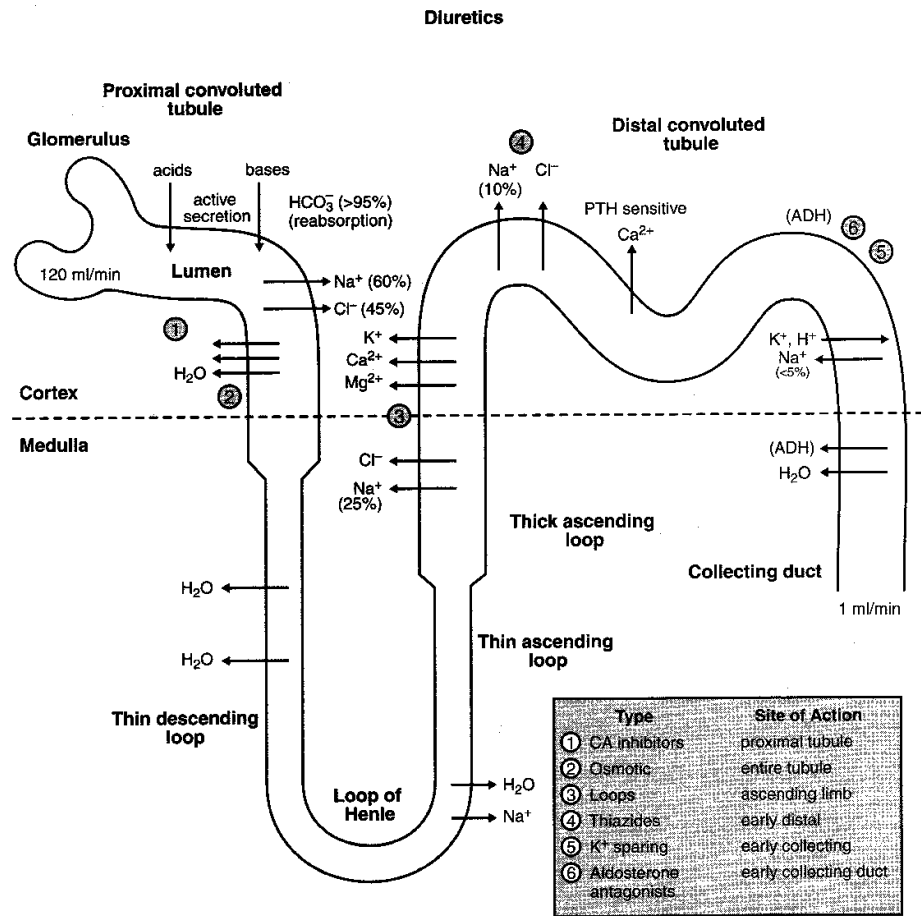 Diuretics
Proximal convoluted
tubule
Glomerulus
acids
bases
active
secretion
HCO₃⁻ (>95%)
(reabsorption)
120 ml/min
Lumen
Na⁺ (60%)
Cl⁻ (45%)
1
H₂O
2
Cortex
Medulla
K⁺
Ca²⁺
Mg²⁺
3
Cl⁻
Na⁺
(25%)
4
Na⁺
(10%)
Cl⁻
Distal convoluted
tubule
PTH sensitive
Ca²⁺
(ADH)
6
5
K⁺, H⁺
Na⁺
(<5%)
(ADH)
H₂O
Thick ascending
loop
Collecting duct
1 ml/min
H₂O
H₂O
Thin descending
loop
Thin ascending
loop
Loop of
Henle
H₂O
Na⁺
Type Site of Action
1 CA inhibitors proximal tubule
2 Osmotic entire tubule
3 Loops ascending limb
4 Thiazides early distal
5 K⁺ sparing early collecting
6 Aldosterone early collecting duct
antagonists